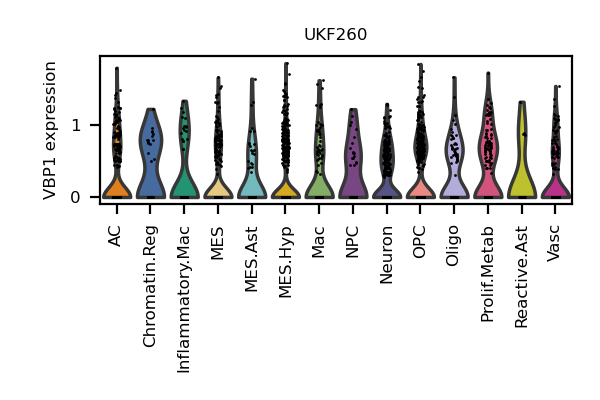 UKF260
VBP1 expression
1
0
AC
Chromatin.Reg
Inflammatory.Mac
MES
MES.Ast
MES.Hyp
Mac
NPC
Neuron
OPC
Oligo
Prolif.Metab
Reactive.Ast
Vasc